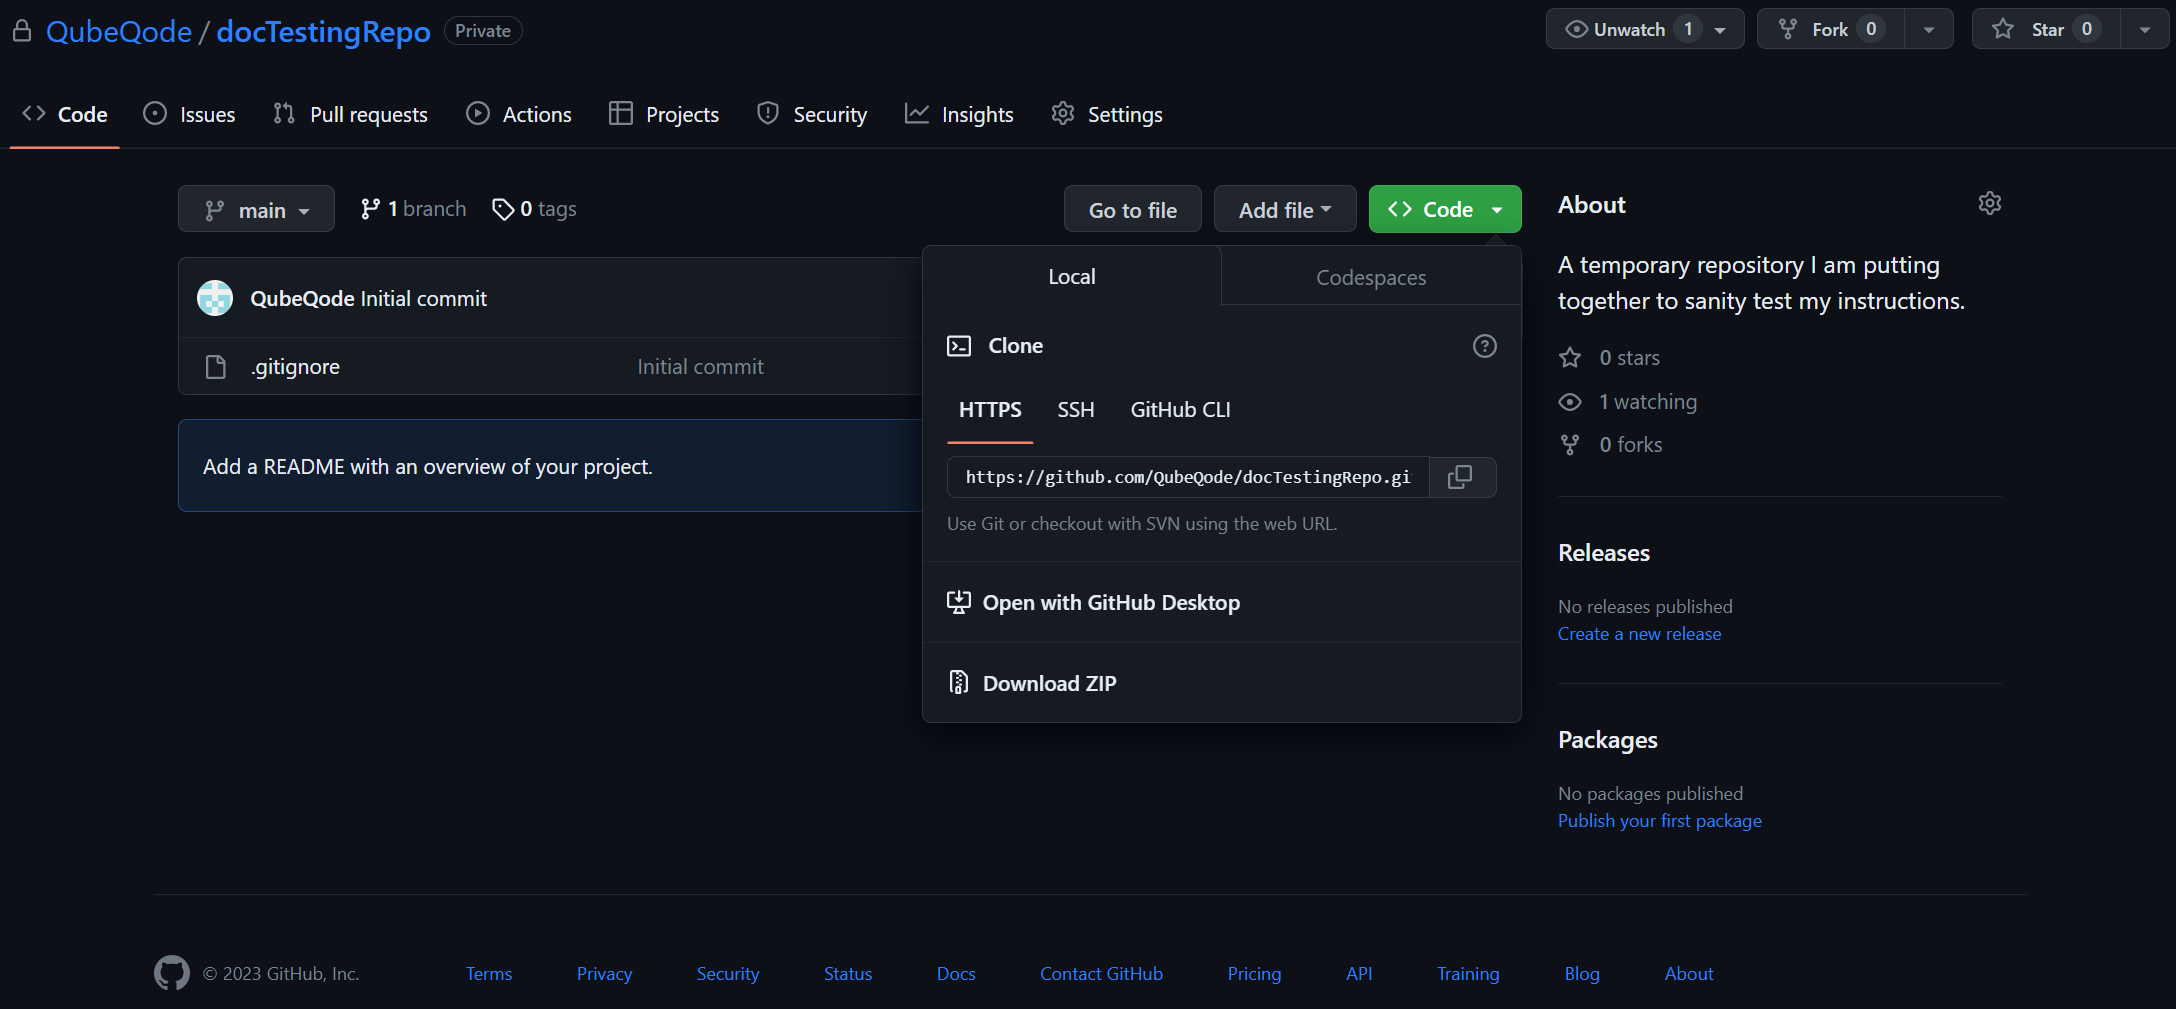 QubeQode / docTestingRepo Private
Unwatch 1 Fork 0 Star 0
Code Issues Pull requests Actions Projects Security Insights Settings
main 1 branch 0 tags Go to file Add file Code
QubeQode Initial commit
.gitignore Initial commit
Add a README with an overview of your project.
Local Codespaces
Clone
HTTPS SSH GitHub CLI
https://github.com/QubeQode/docTestingRepo.gi
Use Git or checkout with SVN using the web URL.
Open with GitHub Desktop
Download ZIP
About
A temporary repository I am putting
together to sanity test my instructions.
0 stars
1 watching
0 forks
Releases
No releases published
Create a new release
Packages
No packages published
Publish your first package
© 2023 GitHub, Inc. Terms Privacy Security Status Docs Contact GitHub Pricing API Training Blog About